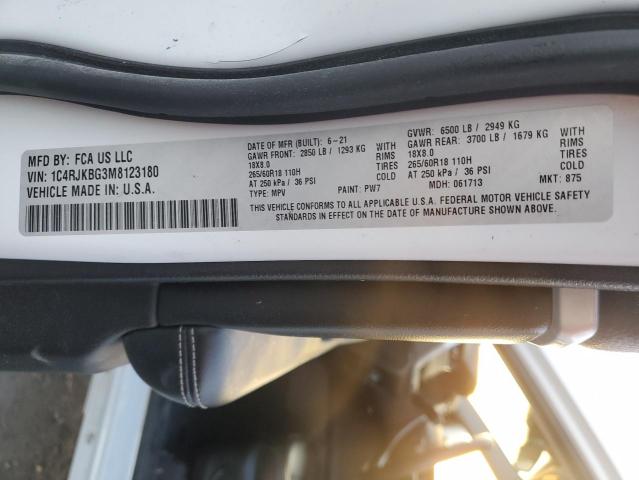 MFD BY: FCA US LLC
VIN: 1C4RJKBG3M8123180
VEHICLE MADE IN U.S.A.
DATE OF MFR (BUILT): 6-21
GAWR FRONT: 2850 LB / 1293 KG WITH
18X8.0 RIMS
265/60R18 110H TIRES
AT 250 kPa / 36 PSI COLD
TYPE: MPV PAINT: PW7
GVWR: 6500 LB / 2949 KG
GAWR REAR: 3700 LB / 1679 KG WITH
18X8.0 RIMS
265/60R18 110H TIRES
AT 250 kPa / 36 PSI COLD
MDH: 061713 MKT: 875
THIS VEHICLE CONFORMS TO ALL APPLICABLE U.S.A. FEDERAL MOTOR VEHICLE SAFETY
STANDARDS IN EFFECT ON THE DATE OF MANUFACTURE SHOWN ABOVE.